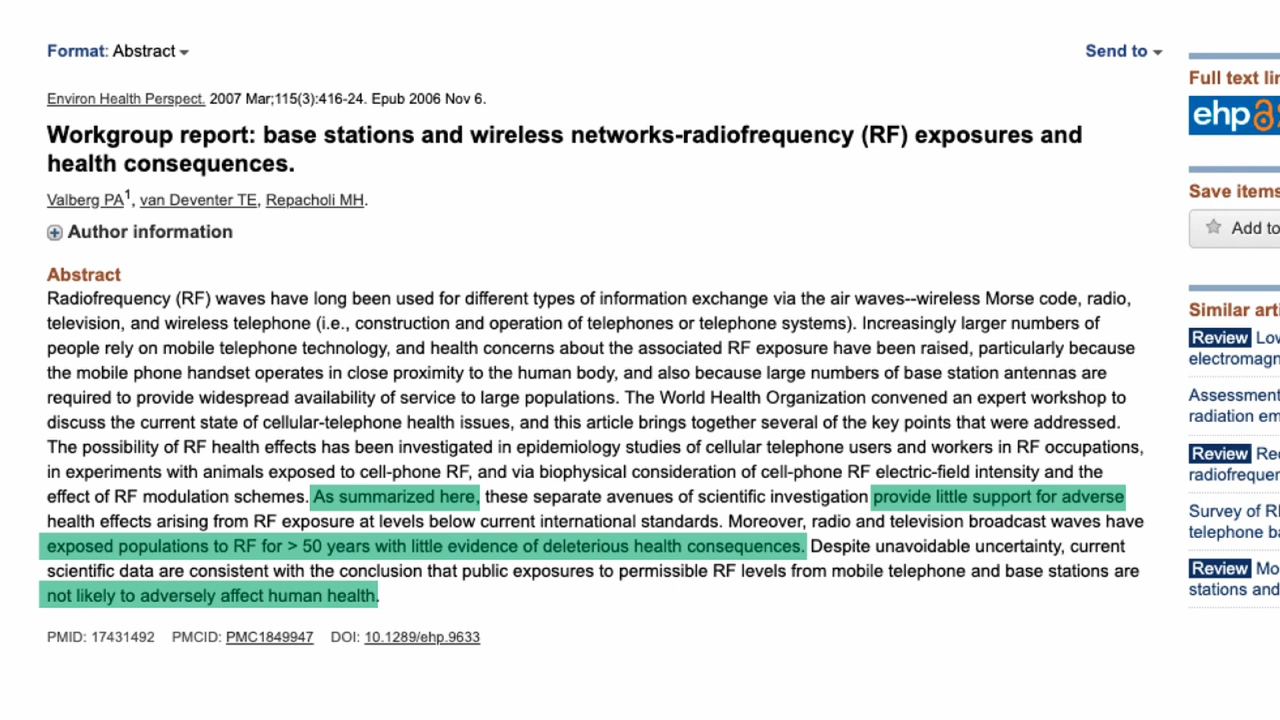 Format: Abstract
Send to
Environ Health Perspect. 2007 Mar;115(3):416-24. Epub 2006 Nov 6.
Workgroup report: base stations and wireless networks-radiofrequency (RF) exposures and
health consequences.
Valberg PA1, van Deventer TE, Repacholi MH.
Author information
Abstract
Radiofrequency (RF) waves have long been used for different types of information exchange via the air waves--wireless Morse code, radio,
television, and wireless telephone (i.e., construction and operation of telephones or telephone systems). Increasingly larger numbers of
people rely on mobile telephone technology, and health concerns about the associated RF exposure have been raised, particularly because
the mobile phone handset operates in close proximity to the human body, and also because large numbers of base station antennas are
required to provide widespread availability of service to large populations. The World Health Organization convened an expert workshop to
discuss the current state of cellular-telephone health issues, and this article brings together several of the key points that were addressed.
The possibility of RF health effects has been investigated in epidemiology studies of cellular telephone users and workers in RF occupations,
in experiments with animals exposed to cell-phone RF, and via biophysical consideration of cell-phone RF electric-field intensity and the
effect of RF modulation schemes. As summarized here, these separate avenues of scientific investigation provide little support for adverse
health effects arising from RF exposure at levels below current international standards. Moreover, radio and television broadcast waves have
exposed populations to RF for > 50 years with little evidence of deleterious health consequences. Despite unavoidable uncertainty, current
scientific data are consistent with the conclusion that public exposures to permissible RF levels from mobile telephone and base stations are
not likely to adversely affect human health.
PMID: 17431492 PMCID: PMC1849947 DOI: 10.1289/ehp.9633
Full text
ehp
Save items
Add to
Similar
Review
Assessment
radiation
Review
Survey of
telephone
Review
stations and